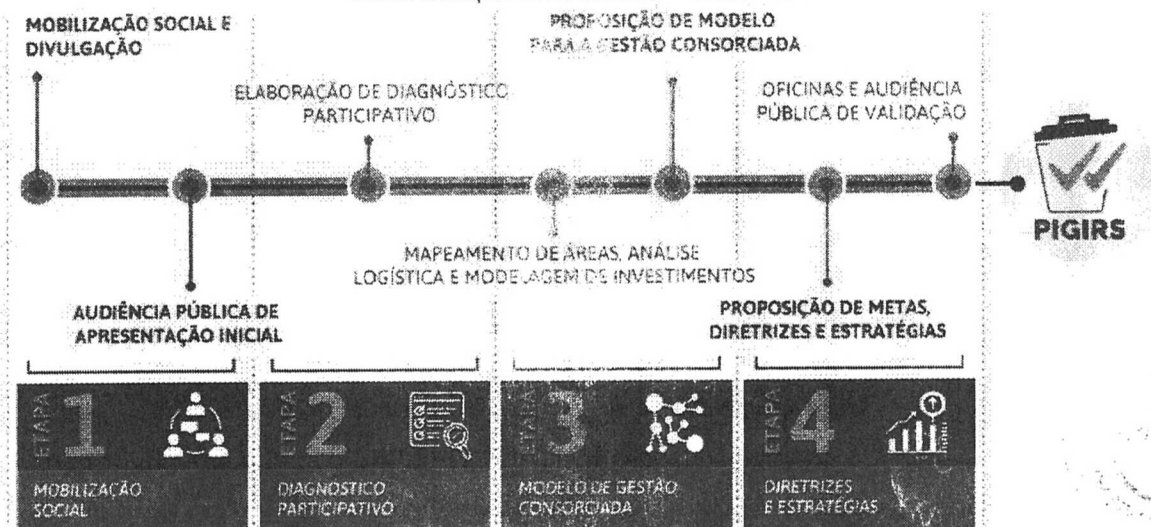 MOBILIZAÇÃO SOCIAL E
DIVULGAÇÃO
ELABORAÇÃO DE DIAGNÓSTICO
PARTICIPATIVO
PROPOSIÇÃO DE MODELO
PARA A GESTÃO CONSORCIADA
OFICINAS E AUDIÊNCIA
PÚBLICA DE VALIDAÇÃO
PIGIRS
AUDIÊNCIA PÚBLICA DE
APRESENTAÇÃO INICIAL
MAPEAMENTO DE ÁREAS, ANÁLISE
LOGÍSTICA E MODELAGEM DE INVESTIMENTOS
PROPOSIÇÃO DE METAS,
DIRETRIZES E ESTRATÉGIAS
ETAPA 1
MOBILIZAÇÃO
SOCIAL
ETAPA 2
DIAGNÓSTICO
PARTICIPATIVO
ETAPA 3
MODELO DE GESTÃO
CONSORCIADA
ETAPA 4
DIRETRIZES
E ESTRATÉGIAS